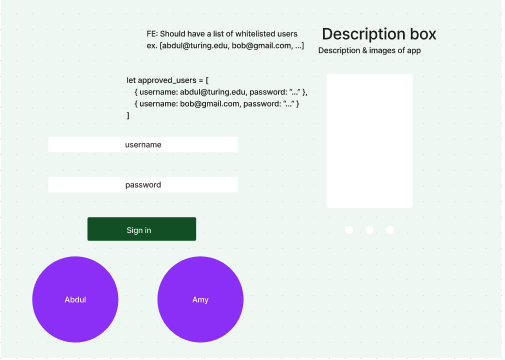 FE: Should have a list of whitelisted users
ex. [abdul@turing.edu, bob@gmail.com, ...]
Description box
Description & images of app
let approved_users = [
{ username: abdul@turing.edu, password: "..." },
{ username: bob@gmail.com, password: "..." }
]
username
password
Sign in
Abdul
Amy